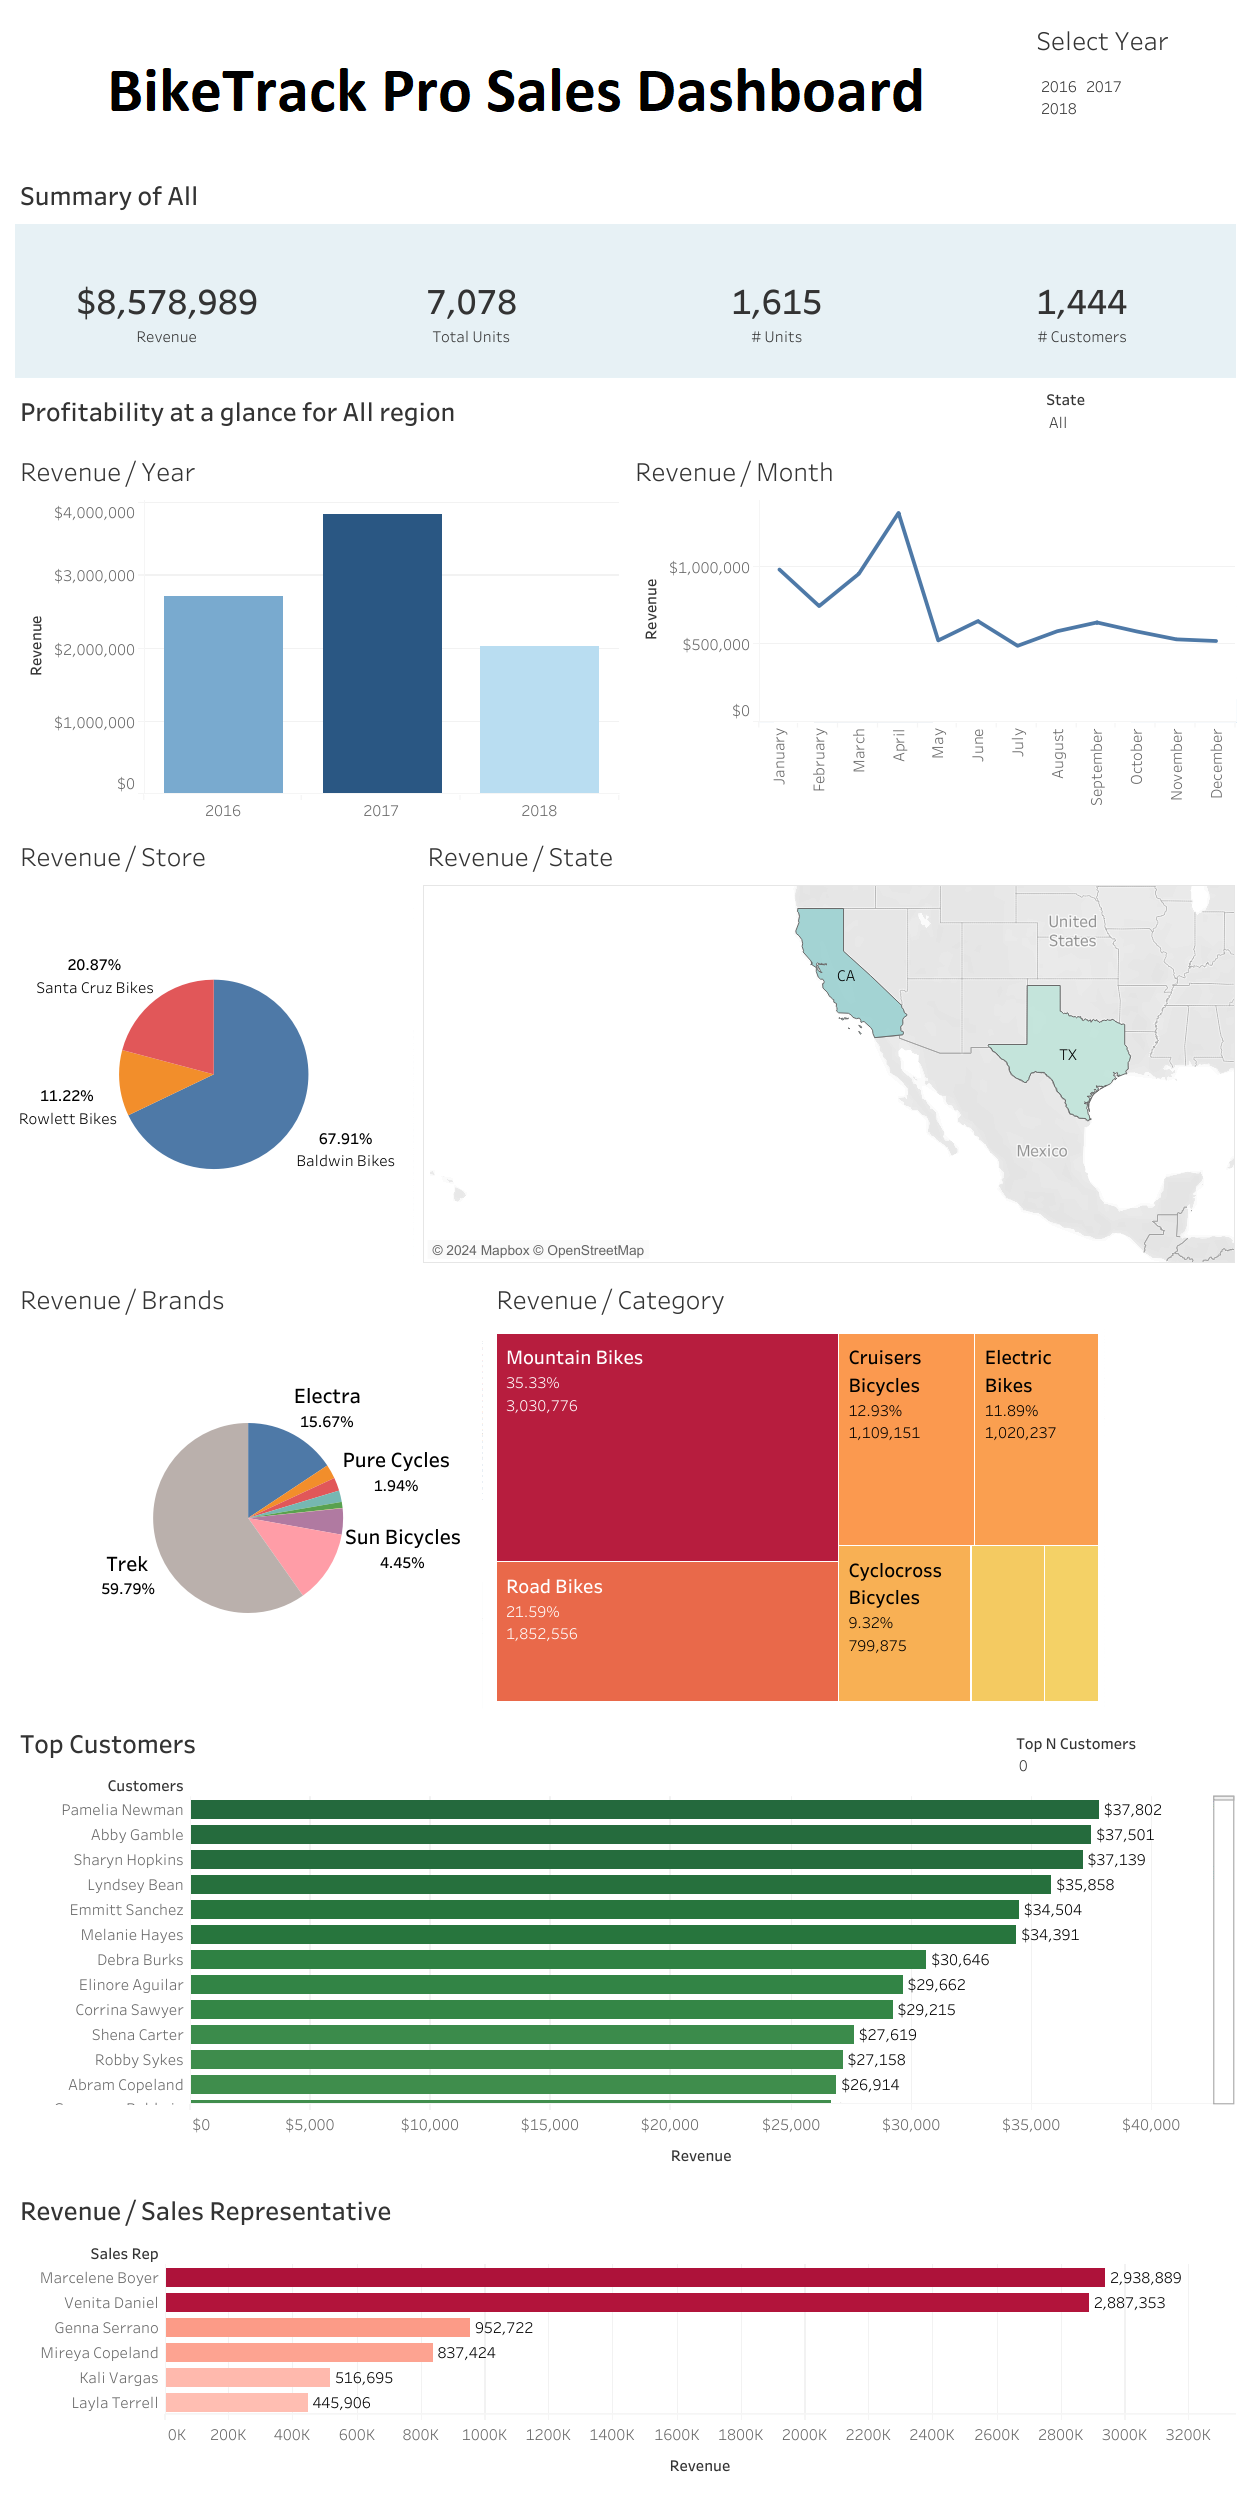 Select Year
BikeTrack Pro Sales Dashboard
2016 2017
2018
Summary of All
$8,578,989 7,078 1,615 1,444
Revenue Total Units # Units # Customers
Profitability at a glance for All region
State
All
Revenue / Year
Revenue
$4,000,000
$3,000,000
$2,000,000
$1,000,000
$0
2016 2017 2018
Revenue / Month
Revenue
$1,000,000
$500,000
$0
January
February
March
April
May
June
July
August
September
October
November
December
Revenue / Store
20.87%
Santa Cruz Bikes
11.22%
Rowlett Bikes
67.91%
Baldwin Bikes
Revenue / State
United
States
CA
TX
Mexico
© 2024 Mapbox © OpenStreetMap
Revenue / Brands
Electra
15.67%
Pure Cycles
1.94%
Sun Bicycles
4.45%
Trek
59.79%
Revenue / Category
Mountain Bikes
35.33%
3,030,776
Cruisers
Bicycles
12.93%
1,109,151
Electric
Bikes
11.89%
1,020,237
Road Bikes
21.59%
1,852,556
Cyclocross
Bicycles
9.32%
799,875
Top Customers
Top N Customers
0
Customers
Pamelia Newman $37,802
Abby Gamble $37,501
Sharyn Hopkins $37,139
Lyndsey Bean $35,858
Emmitt Sanchez $34,504
Melanie Hayes $34,391
Debra Burks $30,646
Elinore Aguilar $29,662
Corrina Sawyer $29,215
Shena Carter $27,619
Robby Sykes $27,158
Abram Copeland $26,914
$0 $5,000 $10,000 $15,000 $20,000 $25,000 $30,000 $35,000 $40,000
Revenue
Revenue / Sales Representative
Sales Rep
Marcelene Boyer 2,938,889
Venita Daniel 2,887,353
Genna Serrano 952,722
Mireya Copeland 837,424
Kali Vargas 516,695
Layla Terrell 445,906
0K 200K 400K 600K 800K 1000K 1200K 1400K 1600K 1800K 2000K 2200K 2400K 2600K 2800K 3000K 3200K
Revenue